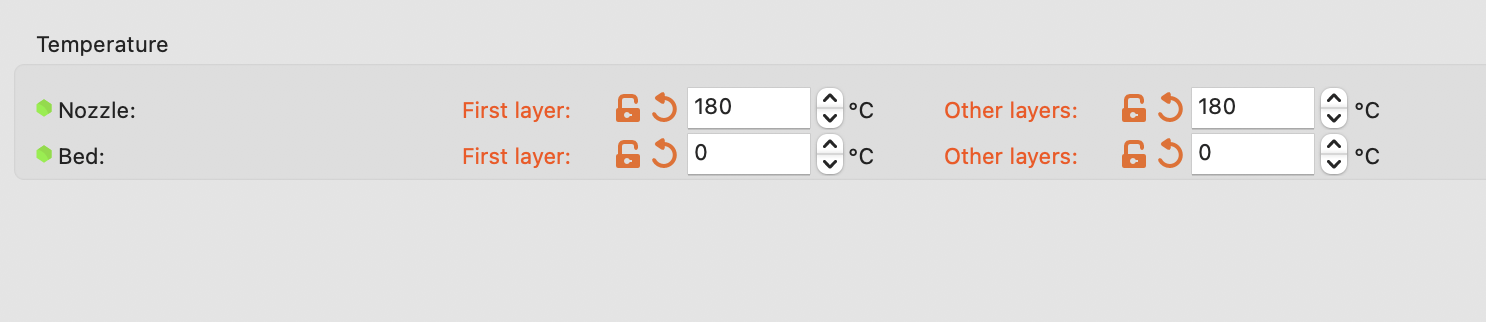 Temperature
Nozzle: First layer: 180 °C Other layers: 180 °C
Bed: First layer: 0 °C Other layers: 0 °C